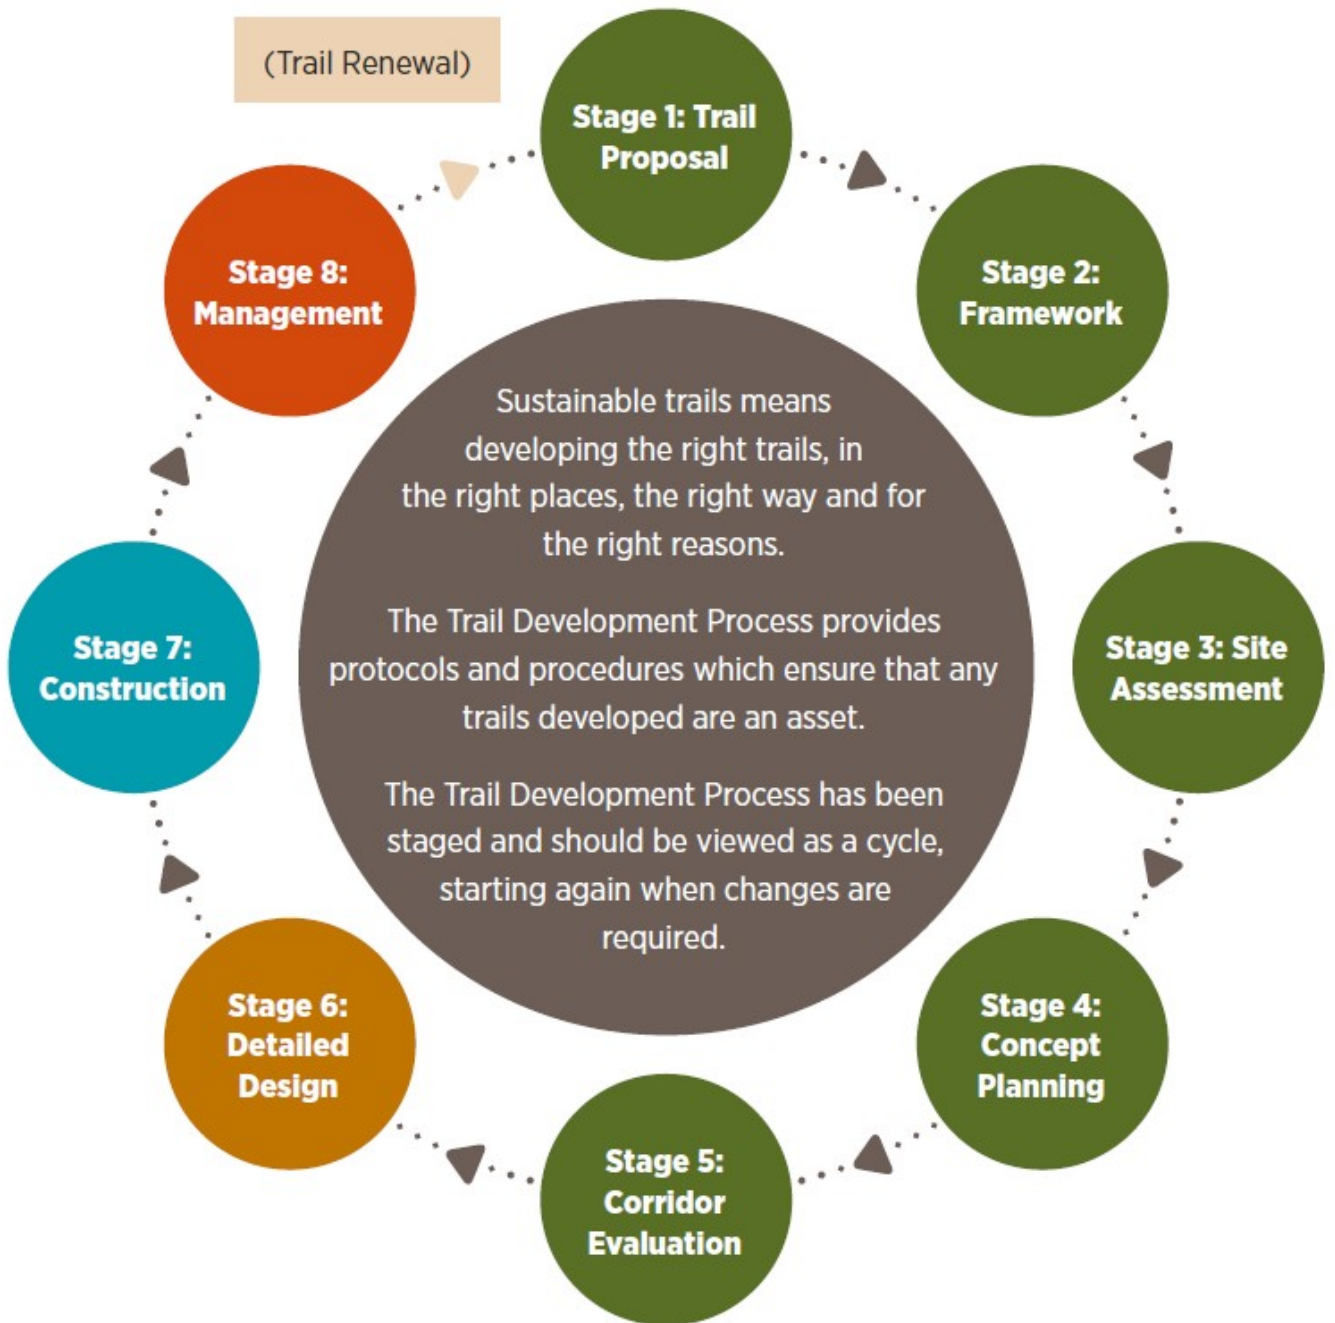 (Trail Renewal)
Stage 1: Trail
Proposal
Stage 2:
Framework
Stage 3: Site
Assessment
Stage 4:
Concept
Planning
Stage 5:
Corridor
Evaluation
Stage 6:
Detailed
Design
Stage 7:
Construction
Stage 8:
Management
Sustainable trails means
developing the right trails, in
the right places, the right way and for
the right reasons.
The Trail Development Process provides
protocols and procedures which ensure that any
trails developed are an asset.
The Trail Development Process has been
staged and should be viewed as a cycle,
starting again when changes are
required.